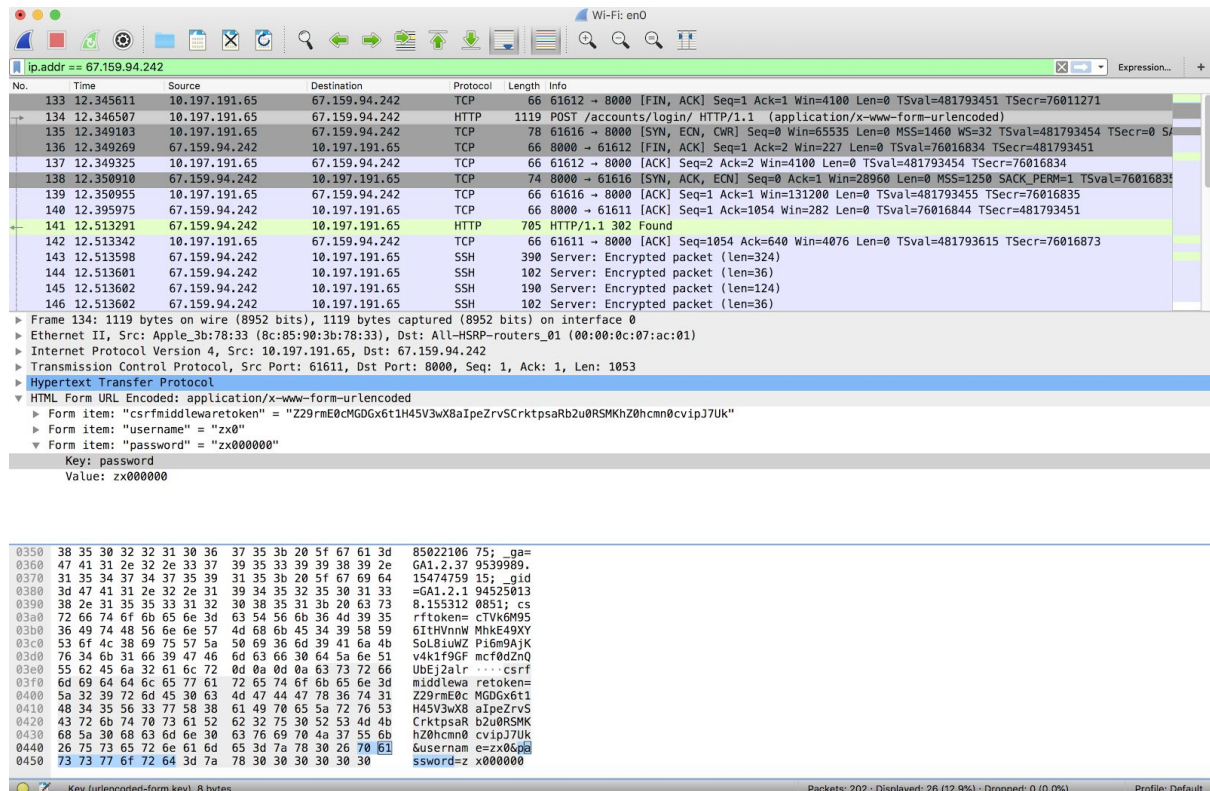 Wi-Fi: en0
ip.addr == 67.159.94.242 Expression... +
No. Time Source Destination Protocol Length Info
133 12.345611 10.197.191.65 67.159.94.242 TCP 66 61612 → 8000 [FIN, ACK] Seq=1 Ack=1 Win=4100 Len=0 TSval=481793451 TSecr=76011271
134 12.346507 10.197.191.65 67.159.94.242 HTTP 1119 POST /accounts/login/ HTTP/1.1 (application/x-www-form-urlencoded)
135 12.349103 10.197.191.65 67.159.94.242 TCP 78 61616 → 8000 [SYN, ECN, CWR] Seq=0 Win=65535 Len=0 MSS=1460 WS=32 TSval=481793454 TSecr=0 SA
136 12.349269 67.159.94.242 10.197.191.65 TCP 66 8000 → 61612 [FIN, ACK] Seq=1 Ack=2 Win=227 Len=0 TSval=76016834 TSecr=481793451
137 12.349325 10.197.191.65 67.159.94.242 TCP 66 61612 → 8000 [ACK] Seq=2 Ack=2 Win=4100 Len=0 TSval=481793454 TSecr=76016834
138 12.350910 67.159.94.242 10.197.191.65 TCP 74 8000 → 61616 [SYN, ACK, ECN] Seq=0 Ack=1 Win=28960 Len=0 MSS=1250 SACK_PERM=1 TSval=76016835
139 12.350955 10.197.191.65 67.159.94.242 TCP 66 61616 → 8000 [ACK] Seq=1 Ack=1 Win=131200 Len=0 TSval=481793455 TSecr=76016835
140 12.395975 67.159.94.242 10.197.191.65 TCP 66 8000 → 61611 [ACK] Seq=1 Ack=1054 Win=282 Len=0 TSval=76016844 TSecr=481793451
141 12.513291 67.159.94.242 10.197.191.65 HTTP 705 HTTP/1.1 302 Found
142 12.513342 10.197.191.65 67.159.94.242 TCP 66 61611 → 8000 [ACK] Seq=1054 Ack=640 Win=4076 Len=0 TSval=481793615 TSecr=76016873
143 12.513598 67.159.94.242 10.197.191.65 SSH 390 Server: Encrypted packet (len=324)
144 12.513601 67.159.94.242 10.197.191.65 SSH 102 Server: Encrypted packet (len=36)
145 12.513602 67.159.94.242 10.197.191.65 SSH 190 Server: Encrypted packet (len=124)
146 12.513602 67.159.94.242 10.197.191.65 SSH 102 Server: Encrypted packet (len=36)
Frame 134: 1119 bytes on wire (8952 bits), 1119 bytes captured (8952 bits) on interface 0
Ethernet II, Src: Apple_3b:78:33 (8c:85:90:3b:78:33), Dst: All-HSRP-routers_01 (00:00:0c:07:ac:01)
Internet Protocol Version 4, Src: 10.197.191.65, Dst: 67.159.94.242
Transmission Control Protocol, Src Port: 61611, Dst Port: 8000, Seq: 1, Ack: 1, Len: 1053
Hypertext Transfer Protocol
HTML Form URL Encoded: application/x-www-form-urlencoded
Form item: "csrfmiddlewaretoken" = "Z29rmE0cMGDGx6t1H45V3wX8aIpeZrvSCrktpsaRb2u0RSMKhZ0hcmn0cvipJ7Uk"
Form item: "username" = "zx0"
Form item: "password" = "zx000000"
Key: password
Value: zx000000
0350 38 35 30 32 32 31 30 36 37 35 3b 20 5f 67 61 3d 85022106 75; _ga=
0360 47 41 31 2e 32 2e 33 37 39 35 33 39 39 38 39 2e GA1.2.37 9539989.
0370 31 35 34 37 34 37 35 39 31 35 3b 20 5f 67 69 64 15474759 15; _gid
0380 3d 47 41 31 2e 32 2e 31 39 34 35 32 35 30 31 33 =GA1.2.1 94525013
0390 38 2e 31 35 35 33 31 32 30 38 35 31 3b 20 63 73 8.155312 0851; cs
03a0 72 66 74 6f 6b 65 6e 3d 63 54 56 6b 36 4d 39 35 rftoken= cTVk6M95
03b0 36 49 74 48 56 6e 6e 57 4d 68 6b 45 34 39 58 59 6ItHVnnW MhkE49XY
03c0 53 6f 4c 38 69 75 57 5a 50 69 36 6d 39 41 6a 4b SoL8iuWZ Pi6m9AjK
03d0 76 34 6b 31 66 39 47 46 6d 63 66 30 64 5a 6e 51 v4k1f9GF mcf0dZnQ
03e0 55 62 45 6a 32 61 6c 72 0d 0a 0d 0a 63 73 72 66 UbEj2alr ····csrf
03f0 6d 69 64 64 6c 65 77 61 72 65 74 6f 6b 65 6e 3d middlewa retoken=
0400 5a 32 39 72 6d 45 30 63 4d 47 44 47 78 36 74 31 Z29rmE0c MGDGx6t1
0410 48 34 35 56 33 77 58 38 61 49 70 65 5a 72 76 53 H45V3wX8 aIpeZrvS
0420 43 72 6b 74 70 73 61 52 62 32 75 30 52 53 4d 4b CrktpsaR b2u0RSMK
0430 68 5a 30 68 63 6d 6e 30 63 76 69 70 4a 37 55 6b hZ0hcmn0 cvipJ7Uk
0440 26 75 73 65 72 6e 61 6d 65 3d 7a 78 30 26 70 61 &usernam e=zx0&pa
0450 73 73 77 6f 72 64 3d 7a 78 30 30 30 30 30 30 ssword=z x000000
Key (urlencoded-form.key), 8 bytes Packets: 202 · Displayed: 26 (12.9%) · Dropped: 0 (0.0%) Profile: Default